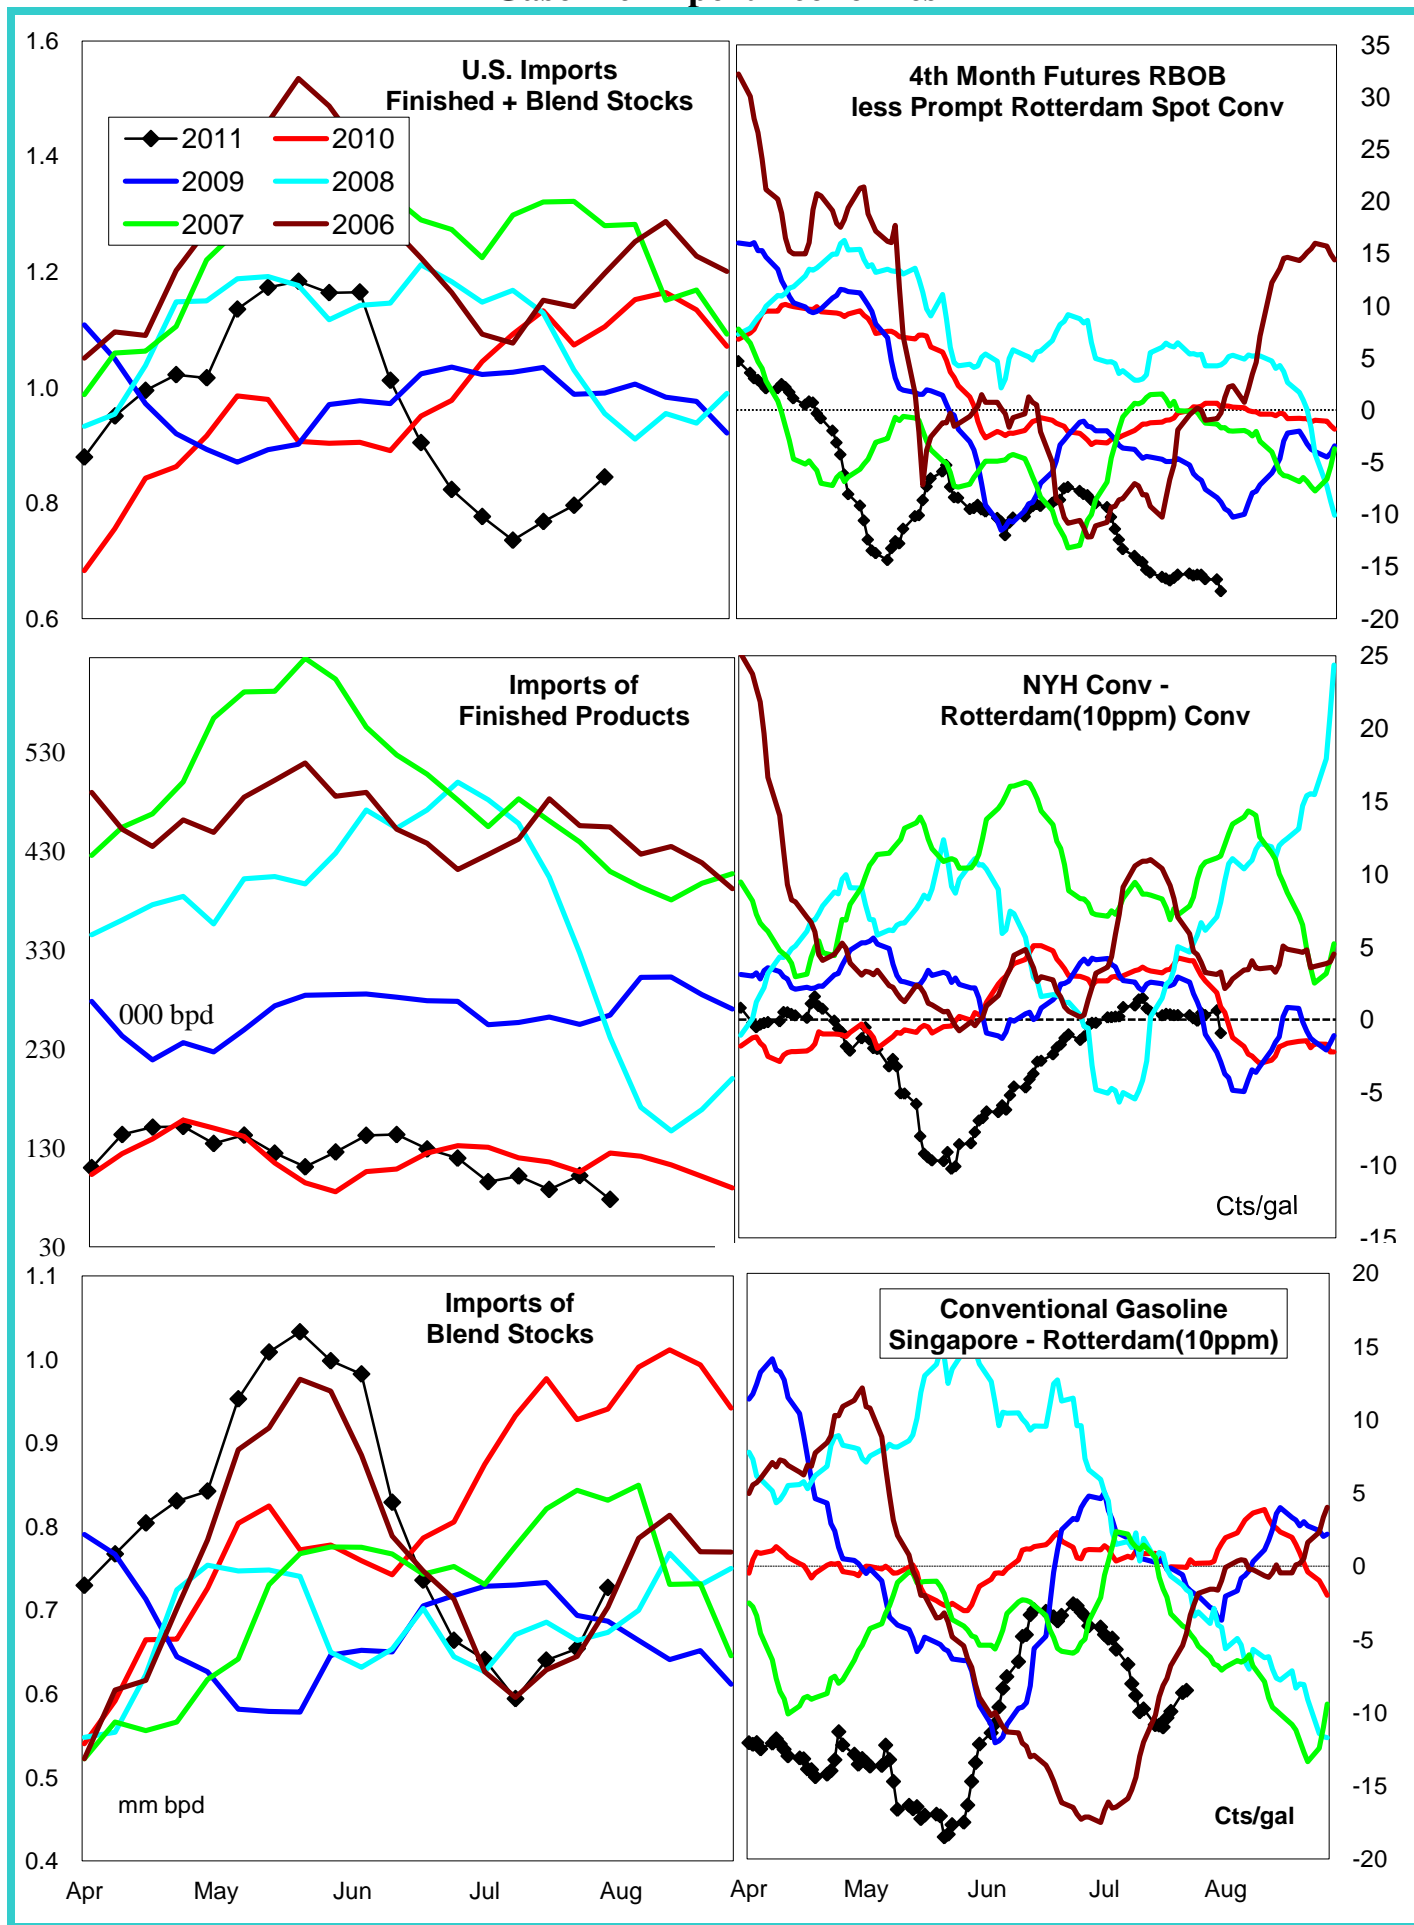 1.6
1.4
1.2
1.0
0.8
0.6
U.S. Imports
Finished + Blend Stocks
2011 2010
2009 2008
2007 2006
4th Month Futures RBOB
less Prompt Rotterdam Spot Conv
35
30
25
20
15
10
5
0
-5
-10
-15
-20
530
430
330
230
130
30
Imports of
Finished Products
000 bpd
NYH Conv -
Rotterdam(10ppm) Conv
Cts/gal
25
20
15
10
5
0
-5
-10
-15
1.1
1.0
0.9
0.8
0.7
0.6
0.5
0.4
Imports of
Blend Stocks
mm bpd
Apr May Jun Jul Aug
Conventional Gasoline
Singapore - Rotterdam(10ppm)
Cts/gal
20
15
10
5
0
-5
-10
-15
-20
Apr May Jun Jul Aug